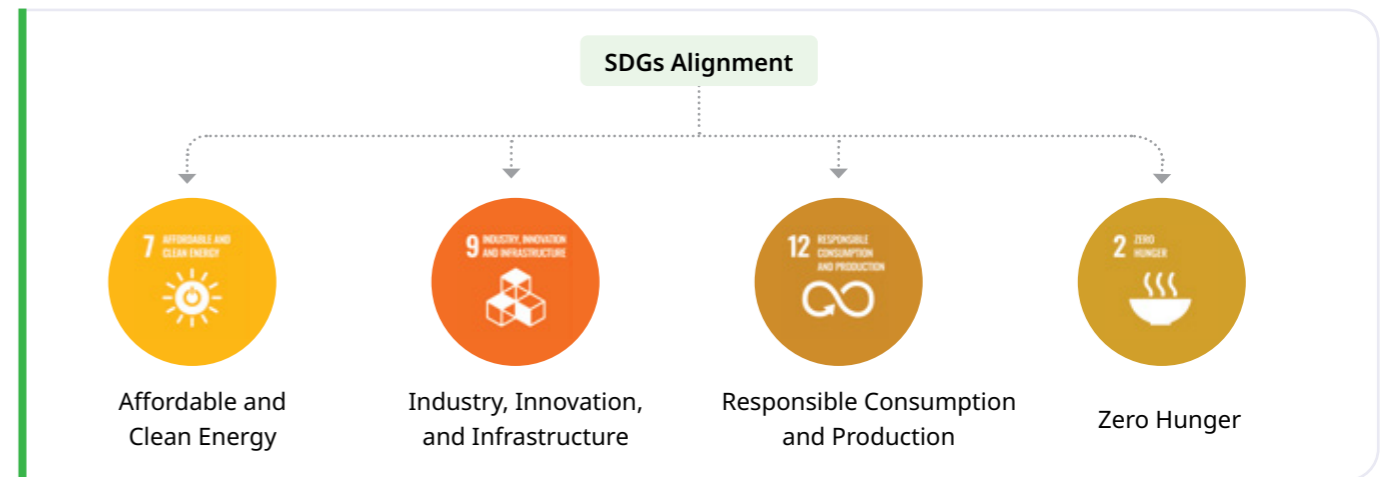 SDGs Alignment
7 AFFORDABLE AND
CLEAN ENERGY
9 INDUSTRY, INNOVATION
AND INFRASTRUCTURE
12 RESPONSIBLE
CONSUMPTION
AND PRODUCTION
2 ZERO
HUNGER
Affordable and
Clean Energy
Industry, Innovation,
and Infrastructure
Responsible Consumption
and Production
Zero Hunger